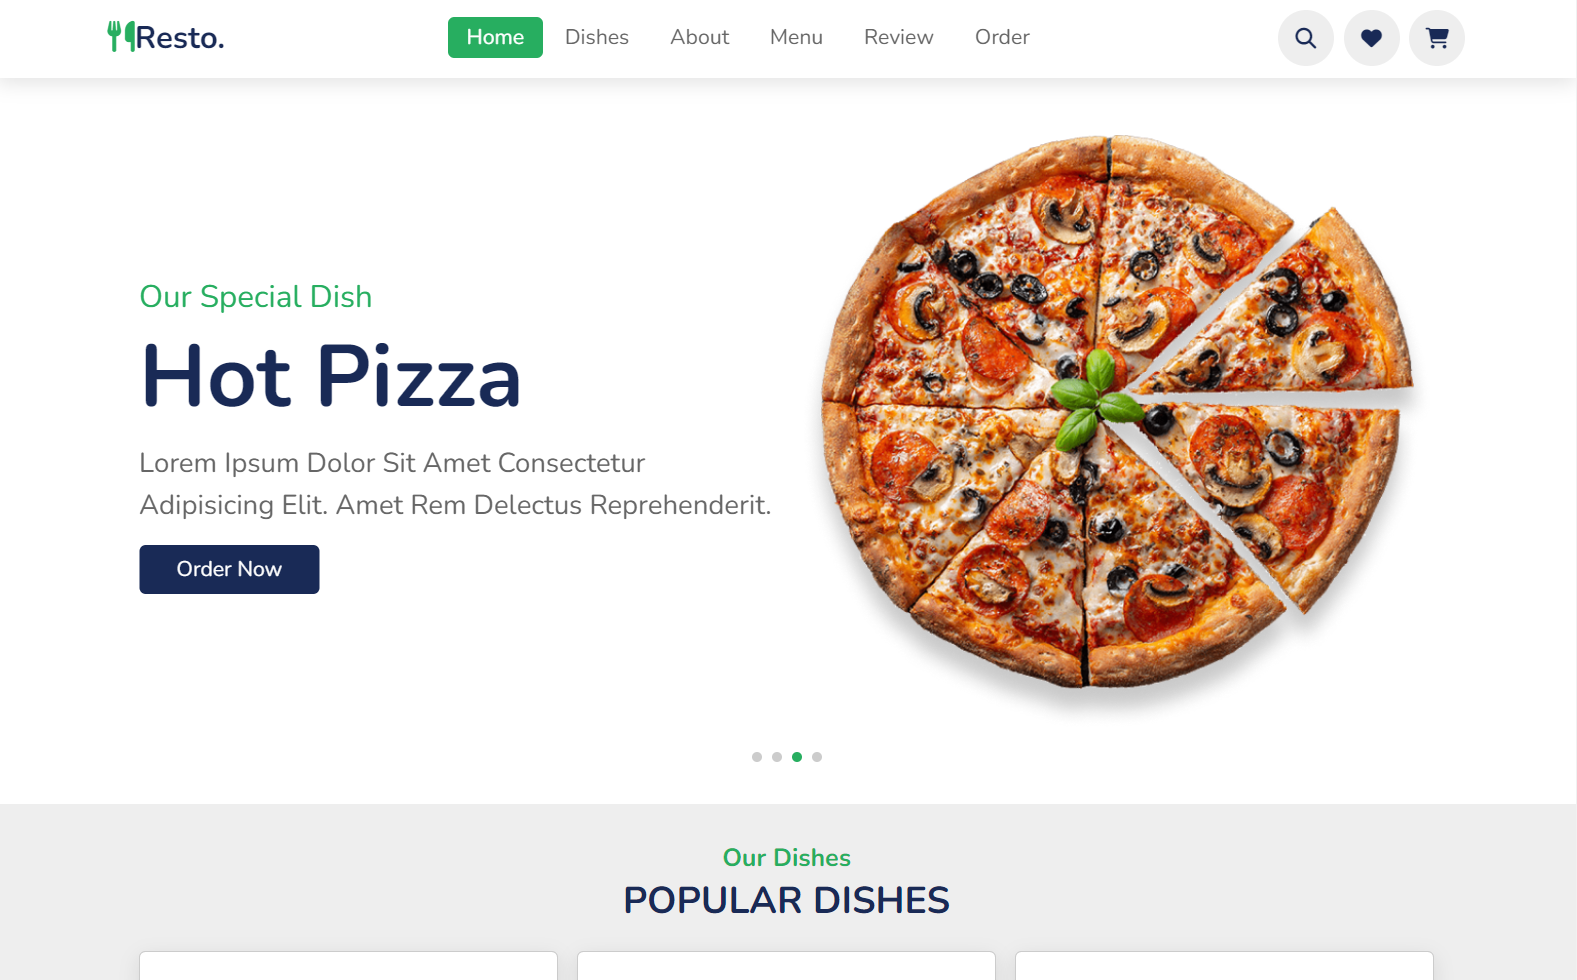 Resto.
Home Dishes About Menu Review Order
Our Special Dish
Hot Pizza
Lorem Ipsum Dolor Sit Amet Consectetur
Adipisicing Elit. Amet Rem Delectus Reprehenderit.
Order Now
Our Dishes
POPULAR DISHES